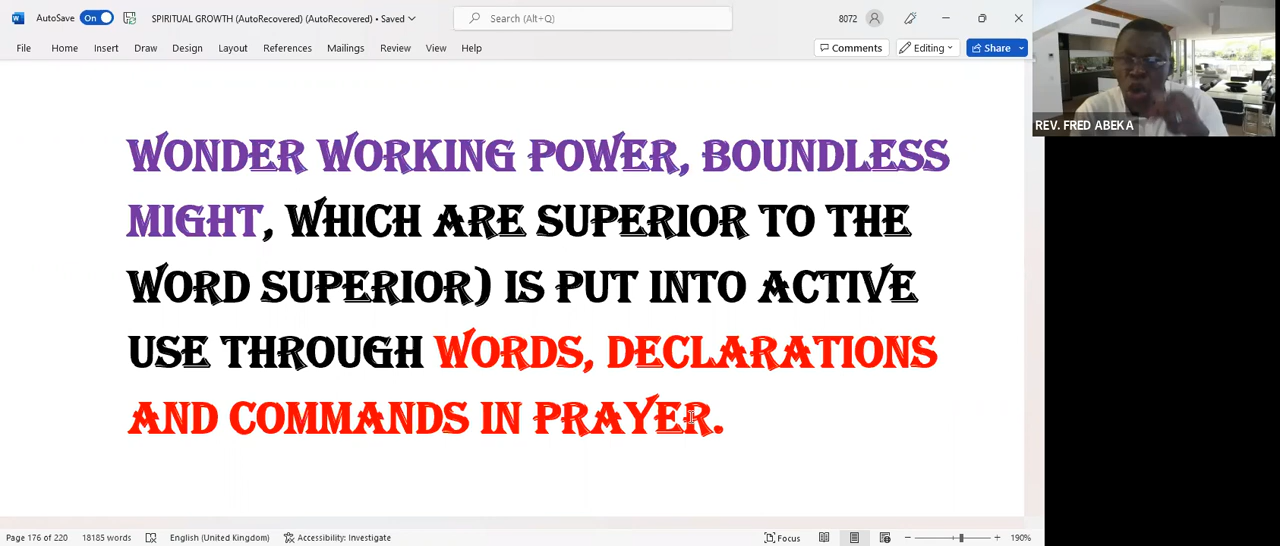 AutoSave On SPIRITUAL GROWTH (AutoRecovered) (AutoRecovered) • Saved Search (Alt+Q) 8072
File Home Insert Draw Design Layout References Mailings Review View Help Comments Editing Share
REV. FRED ABEKA
WONDER WORKING POWER, BOUNDLESS
MIGHT, WHICH ARE SUPERIOR TO THE
WORD SUPERIOR) IS PUT INTO ACTIVE
USE THROUGH WORDS, DECLARATIONS
AND COMMANDS IN PRAYER.
Page 176 of 220 18185 words English (United Kingdom) Accessibility: Investigate Focus 190%